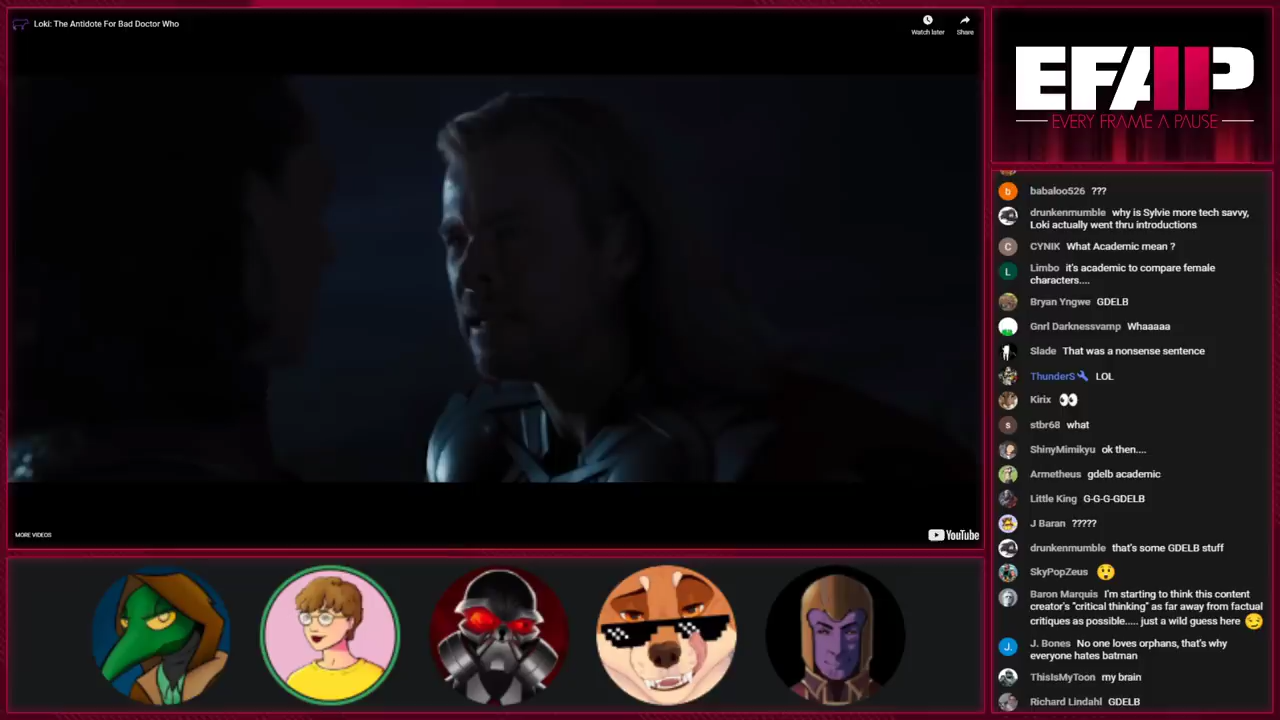 Loki: The Antidote For Bad Doctor Who
Watch later
Share
MORE VIDEOS
YouTube
EFAP
EVERY FRAME A PAUSE
b
babaloo526 ???
drunkenmumble why is Sylvie more tech savvy,
Loki actually went thru introductions
C
CYNIK What Academic mean ?
L
Limbo it's academic to compare female
characters....
Bryan Yngwe GDELB
Gnrl Darknessvamp Whaaaaa
Slade That was a nonsense sentence
ThunderS LOL
Kirix 👀
s
stbr68 what
ShinyMimikyu ok then....
Armetheus gdelb academic
Little King G-G-G-GDELB
J Baran ?????
drunkenmumble that's some GDELB stuff
SkyPopZeus 😲
Baron Marquis I'm starting to think this content
creator's "critical thinking" as far away from factual
critiques as possible..... just a wild guess here 😏
J.
J. Bones No one loves orphans, that's why
everyone hates batman
ThisIsMyToon my brain
Richard Lindahl GDELB